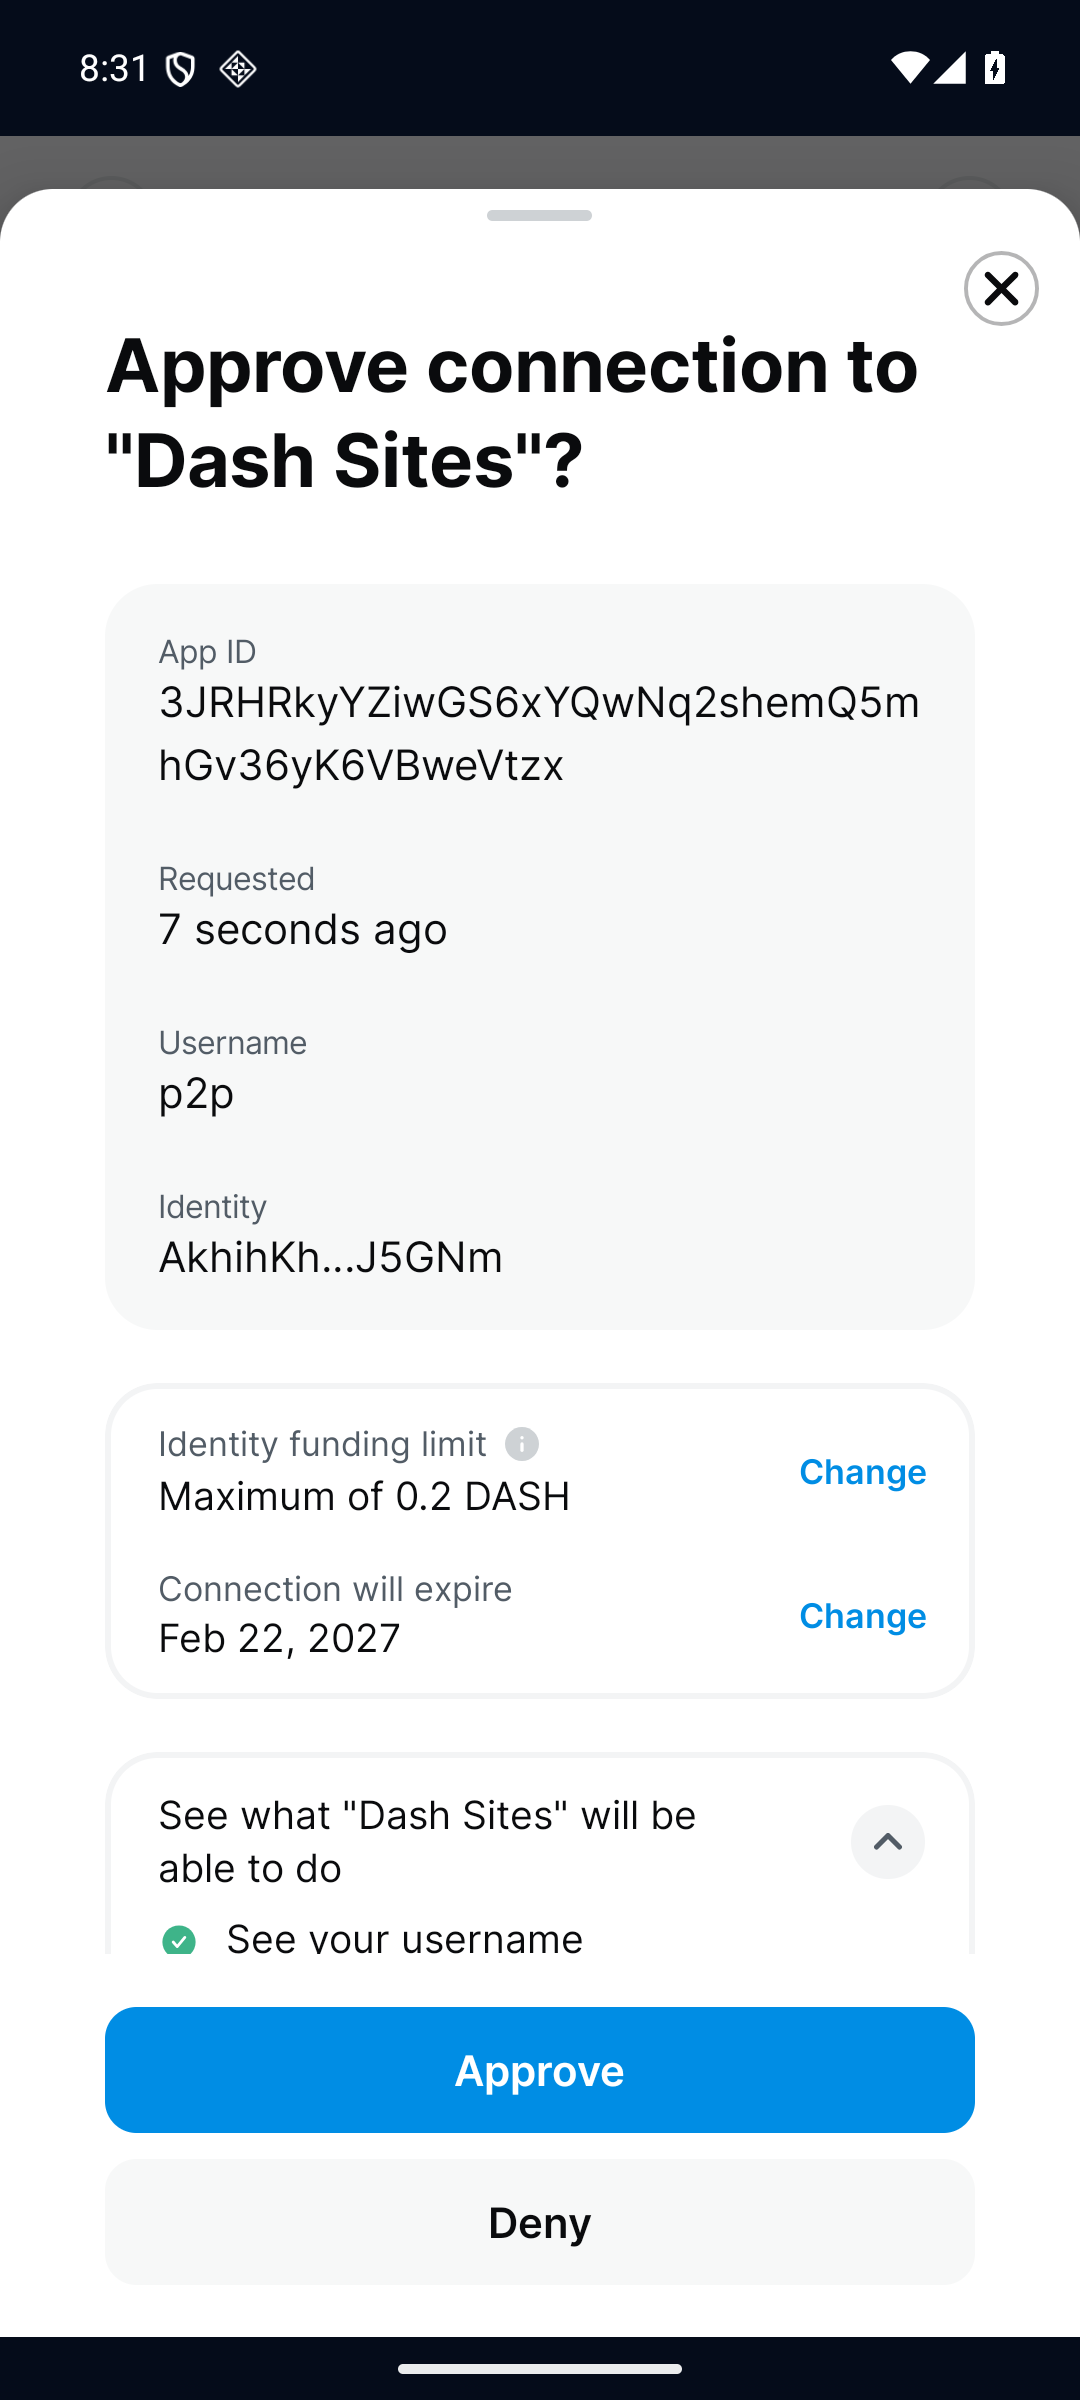 8:31
Approve connection to
"Dash Sites"?
App ID
3JRHRkyYZiwGS6xYQwNq2shemQ5m
hGv36yK6VBweVtzx
Requested
7 seconds ago
Username
p2p
Identity
AkhihKh...J5GNm
Identity funding limit
Maximum of 0.2 DASH
Change
Connection will expire
Feb 22, 2027
Change
See what "Dash Sites" will be
able to do
See your username
Approve
Deny